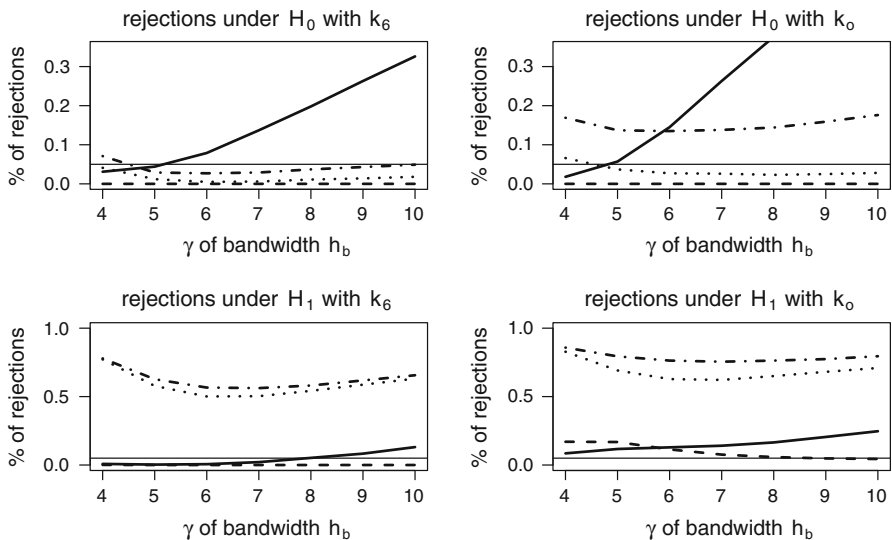 rejections under H₀ with k₆
% of rejections
0.3
0.2
0.1
0.0
4 5 6 7 8 9 10
γ of bandwidth h_b
rejections under H₀ with kₒ
% of rejections
0.3
0.2
0.1
0.0
4 5 6 7 8 9 10
γ of bandwidth h_b
rejections under H₁ with k₆
% of rejections
1.0
0.5
0.0
4 5 6 7 8 9 10
γ of bandwidth h_b
rejections under H₁ with kₒ
% of rejections
1.0
0.5
0.0
4 5 6 7 8 9 10
γ of bandwidth h_b